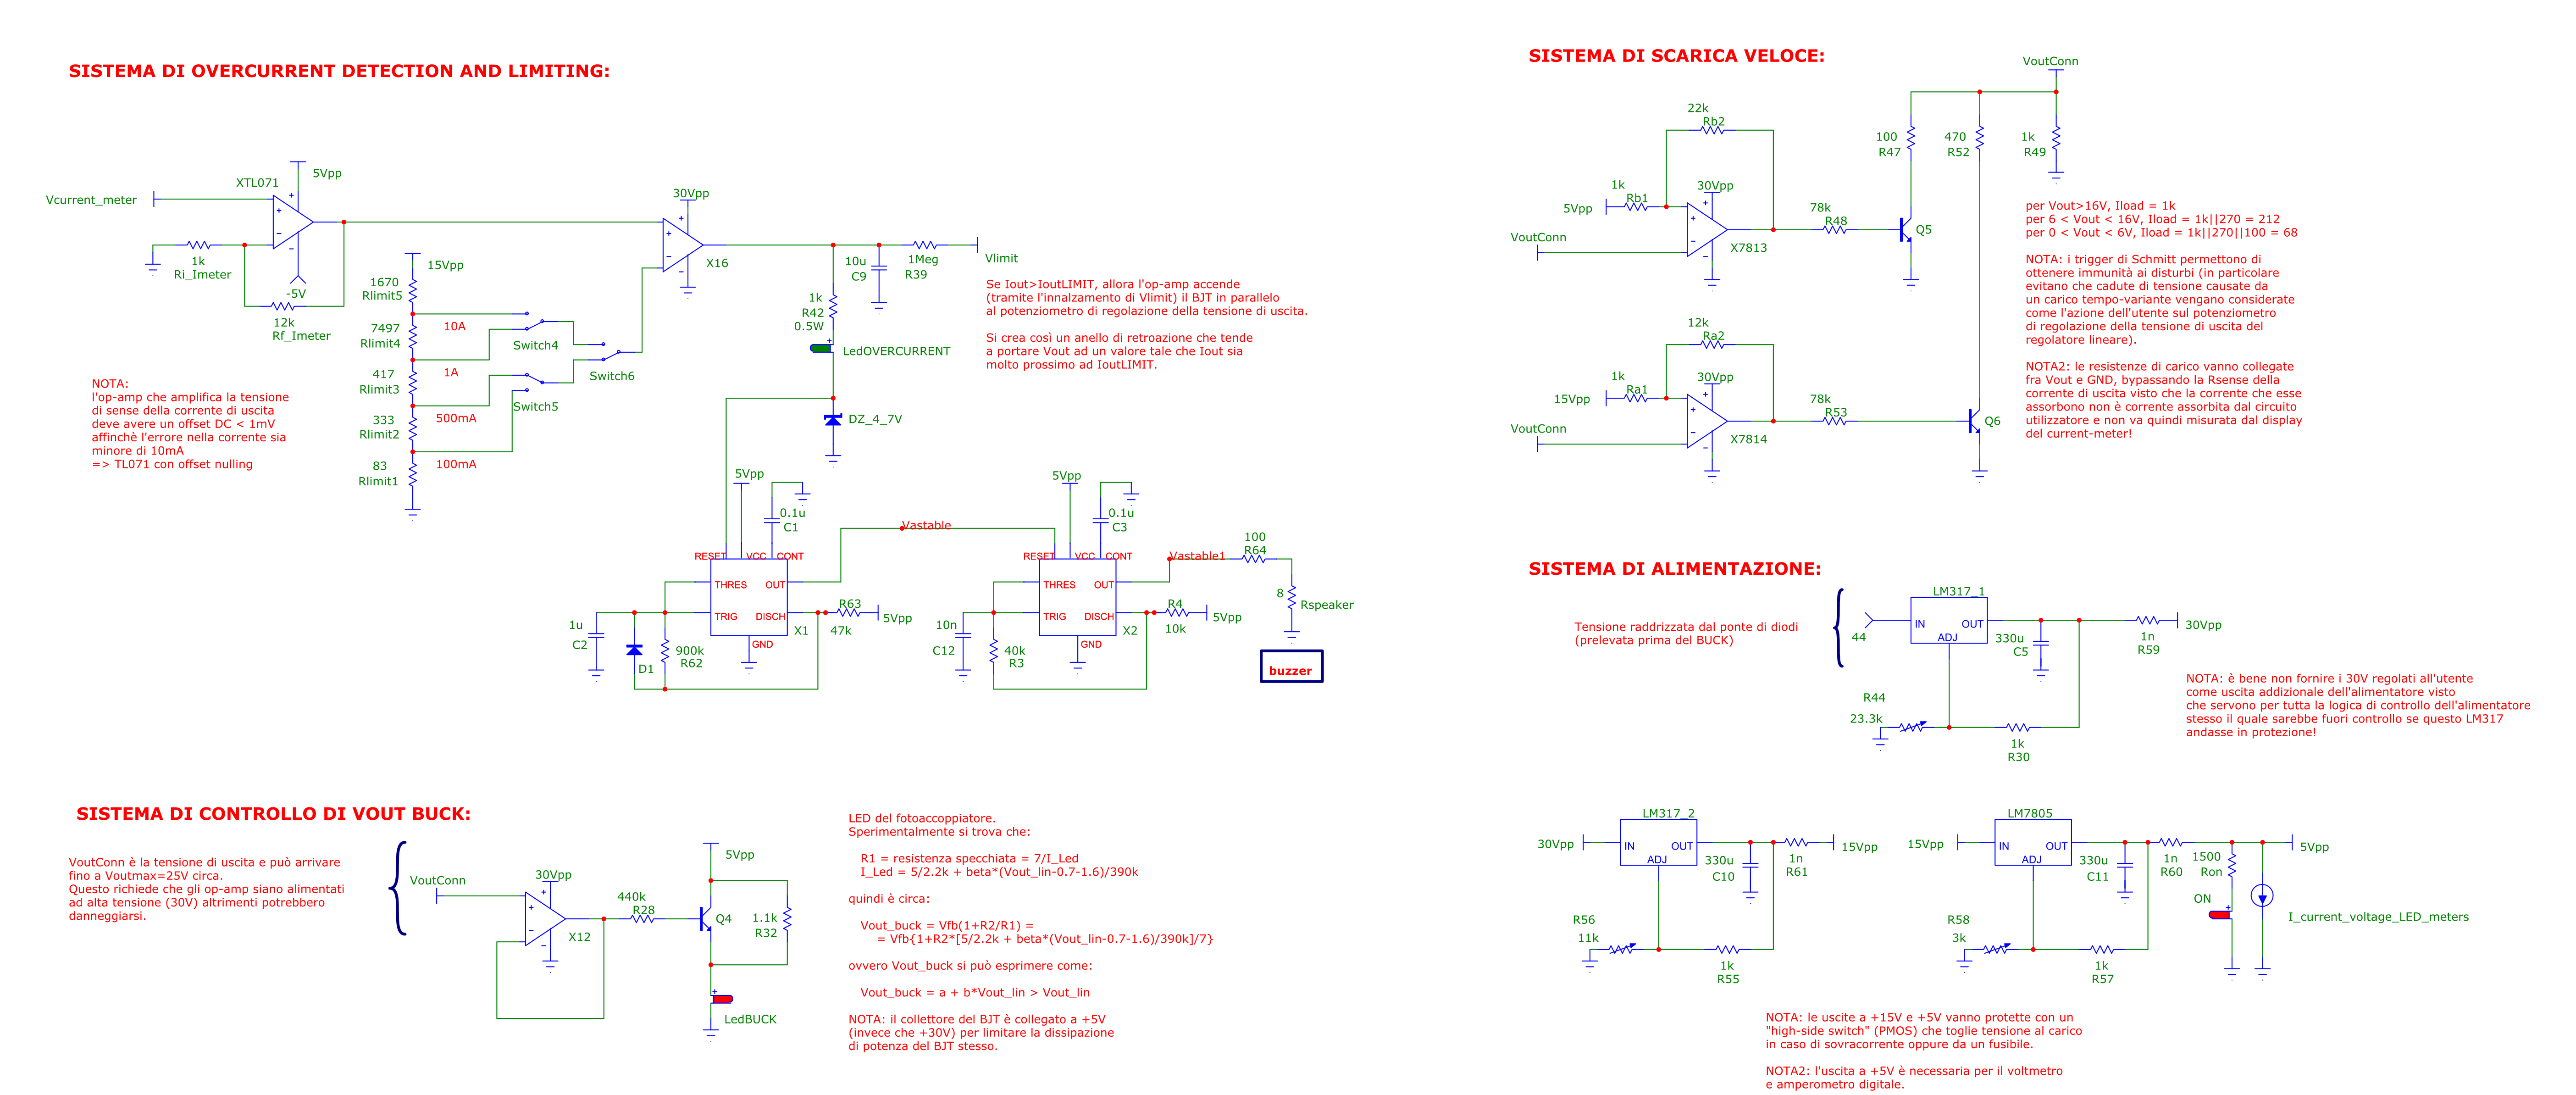 SISTEMA DI OVERCURRENT DETECTION AND LIMITING:
XTL071
5Vpp
Vcurrent_meter
1k
Ri_Imeter
-5V
12k
Rf_Imeter
15Vpp
1670
Rlimit5
7497
Rlimit4
417
Rlimit3
333
Rlimit2
83
Rlimit1
10A
1A
500mA
100mA
Switch4
Switch5
Switch6
30Vpp
X16
10u
C9
1Meg
R39
Vlimit
1k
R42
0.5W
LedOVERCURRENT
DZ_4_7V
NOTA:
l'op-amp che amplifica la tensione
di sense della corrente di uscita
deve avere un offset DC < 1mV
affinchè l'errore nella corrente sia
minore di 10mA
=> TL071 con offset nulling
Se Iout>IoutLIMIT, allora l'op-amp accende
(tramite l'innalzamento di Vlimit) il BJT in parallelo
al potenziometro di regolazione della tensione di uscita.
Si crea così un anello di retroazione che tende
a portare Vout ad un valore tale che Iout sia
molto prossimo ad IoutLIMIT.
5Vpp
0.1u
C1
RESET
VCC
CONT
THRES
OUT
TRIG
DISCH
GND
X1
1u
C2
D1
900k
R62
R63
47k
5Vpp
Vastable
5Vpp
0.1u
C3
RESET
VCC
CONT
THRES
OUT
TRIG
DISCH
GND
X2
10n
C12
40k
R3
R4
10k
5Vpp
Vastable1
100
R64
8
Rspeaker
buzzer
SISTEMA DI CONTROLLO DI VOUT BUCK:
VoutConn è la tensione di uscita e può arrivare
fino a Voutmax=25V circa.
Questo richiede che gli op-amp siano alimentati
ad alta tensione (30V) altrimenti potrebbero
danneggiarsi.
VoutConn
30Vpp
X12
440k
R28
5Vpp
Q4
1.1k
R32
LedBUCK
LED del fotoaccoppiatore.
Sperimentalmente si trova che:
R1 = resistenza specchiata = 7/I_Led
I_Led = 5/2.2k + beta*(Vout_lin-0.7-1.6)/390k
quindi è circa:
Vout_buck = Vfb(1+R2/R1) =
= Vfb{1+R2*[5/2.2k + beta*(Vout_lin-0.7-1.6)/390k]/7}
ovvero Vout_buck si può esprimere come:
Vout_buck = a + b*Vout_lin > Vout_lin
NOTA: il collettore del BJT è collegato a +5V
(invece che +30V) per limitare la dissipazione
di potenza del BJT stesso.
SISTEMA DI SCARICA VELOCE:
VoutConn
22k
Rb2
1k
Rb1
5Vpp
30Vpp
VoutConn
X7813
78k
R48
100
R47
470
R52
1k
R49
Q5
12k
Ra2
1k
Ra1
15Vpp
30Vpp
VoutConn
X7814
78k
R53
Q6
per Vout>16V, Iload = 1k
per 6 < Vout < 16V, Iload = 1k||270 = 212
per 0 < Vout < 6V, Iload = 1k||270||100 = 68
NOTA: i trigger di Schmitt permettono di
ottenere immunità ai disturbi (in particolare
evitano che cadute di tensione causate da
un carico tempo-variante vengano considerate
come l'azione dell'utente sul potenziometro
di regolazione della tensione di uscita del
regolatore lineare).
NOTA2: le resistenze di carico vanno collegate
fra Vout e GND, bypassando la Rsense della
corrente di uscita visto che la corrente che esse
assorbono non è corrente assorbita dal circuito
utilizzatore e non va quindi misurata dal display
del current-meter!
SISTEMA DI ALIMENTAZIONE:
Tensione raddrizzata dal ponte di diodi
(prelevata prima del BUCK)
44
LM317_1
IN
OUT
ADJ
330u
C5
1n
R59
30Vpp
R44
23.3k
1k
R30
NOTA: è bene non fornire i 30V regolati all'utente
come uscita addizionale dell'alimentatore visto
che servono per tutta la logica di controllo dell'alimentatore
stesso il quale sarebbe fuori controllo se questo LM317
andasse in protezione!
LM317_2
30Vpp
IN
OUT
ADJ
330u
C10
1n
R61
15Vpp
R56
11k
1k
R55
LM7805
15Vpp
IN
OUT
ADJ
330u
C11
1n
R60
1500
Ron
ON
5Vpp
I_current_voltage_LED_meters
R58
3k
1k
R57
NOTA: le uscite a +15V e +5V vanno protette con un
"high-side switch" (PMOS) che toglie tensione al carico
in caso di sovracorrente oppure da un fusibile.
NOTA2: l'uscita a +5V è necessaria per il voltmetro
e amperometro digitale.